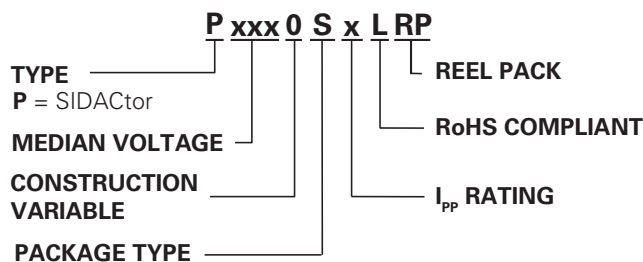 P xxx 0 S x L RP
TYPE
P = SIDACtor
MEDIAN VOLTAGE
CONSTRUCTION
VARIABLE
PACKAGE TYPE
REEL PACK
RoHS COMPLIANT
IPP RATING